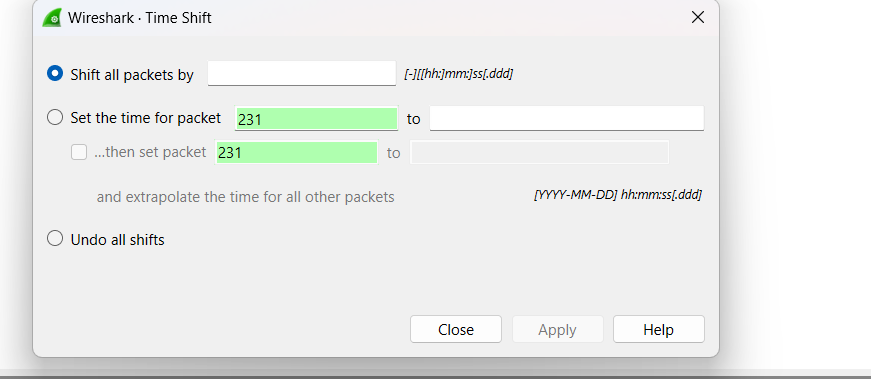 Wireshark · Time Shift
Shift all packets by [-][[hh:]mm:]ss[.ddd]
Set the time for packet 231 to
...then set packet 231 to
and extrapolate the time for all other packets [YYYY-MM-DD] hh:mm:ss[.ddd]
Undo all shifts
Close Apply Help